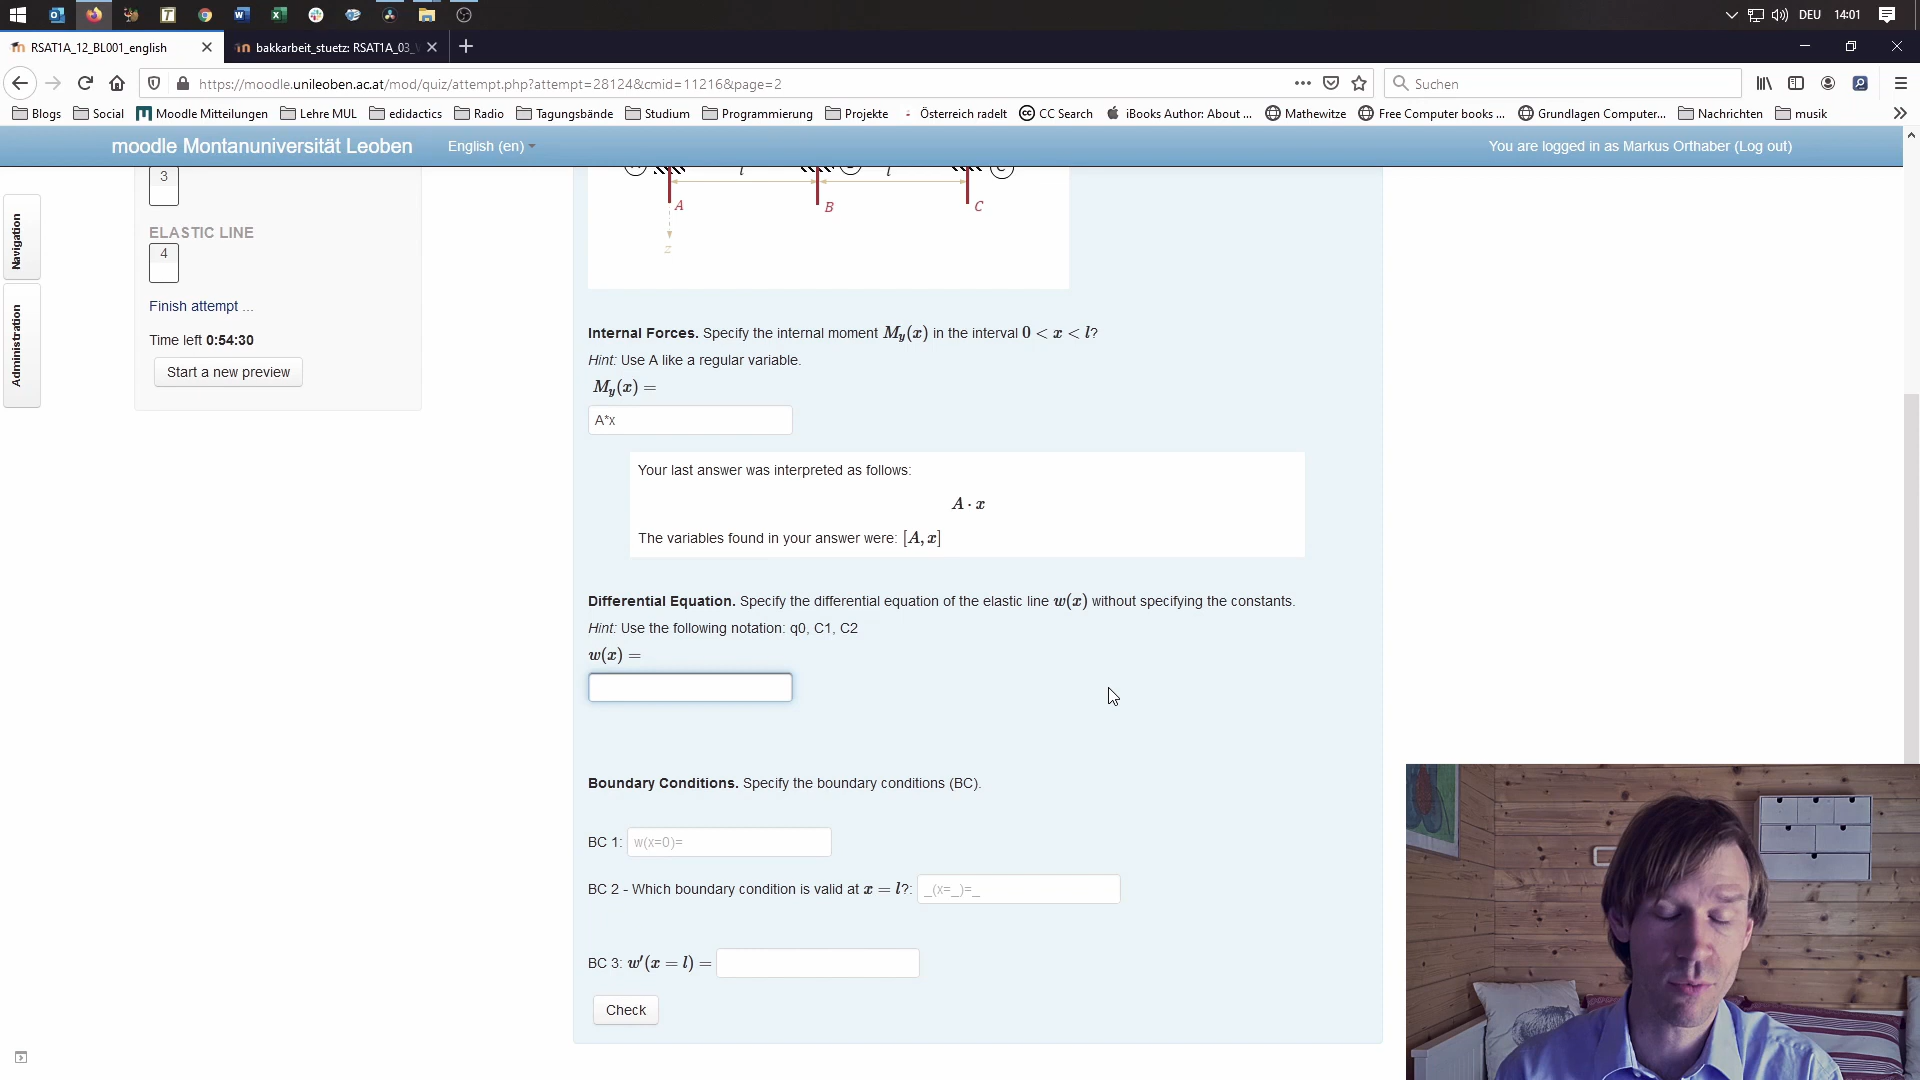 DEU 14:01
RSAT1A_12_BL001_english
bakkarbeit_stuetz: RSAT1A_03_
https://moodle.unileoben.ac.at/mod/quiz/attempt.php?attempt=28124&cmid=11216&page=2
Suchen
Blogs Social Moodle Mitteilungen Lehre MUL edidactics Radio Tagungsbände Studium Programmierung Projekte Österreich radelt CC Search iBooks Author: About ... Mathewitze Free Computer books ... Grundlagen Computer... Nachrichten musik
moodle Montanuniversität Leoben English (en) You are logged in as Markus Orthaber (Log out)
Navigation
Administration
3
ELASTIC LINE
4
Finish attempt ...
Time left 0:54:30
Start a new preview
l l
A B C
z
Internal Forces. Specify the internal moment My(x) in the interval 0 < x < l?
Hint: Use A like a regular variable.
My(x) =
A*x
Your last answer was interpreted as follows:
A · x
The variables found in your answer were: [A, x]
Differential Equation. Specify the differential equation of the elastic line w(x) without specifying the constants.
Hint: Use the following notation: q0, C1, C2
w(x) =
Boundary Conditions. Specify the boundary conditions (BC).
BC 1: w(x=0)=
BC 2 - Which boundary condition is valid at x = l?: _(x=_)=_
BC 3: w′(x = l) =
Check